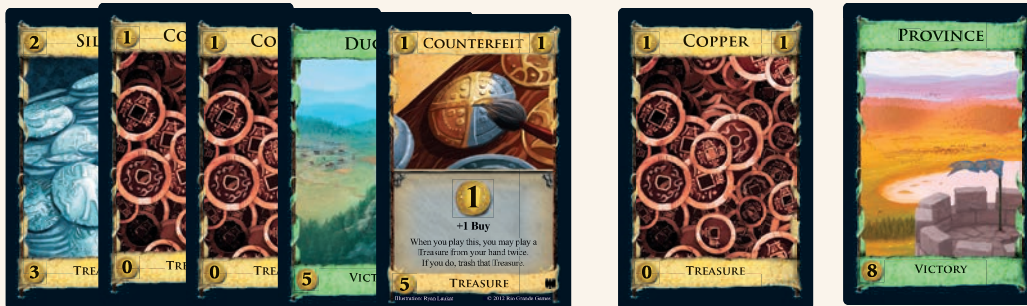 2 SIL
3 TREA
1 CO
0 TRE
1 CO
0 TREA
DUC
5 VICT
1 COUNTERFEIT 1
1
+1 Buy
When you play this, you may play a
Treasure from your hand twice.
If you do, trash that Treasure.
5 TREASURE
Illustration: Ryan Laukat © 2012 Rio Grande Games
1 COPPER 1
0 TREASURE
PROVINCE
8 VICTORY